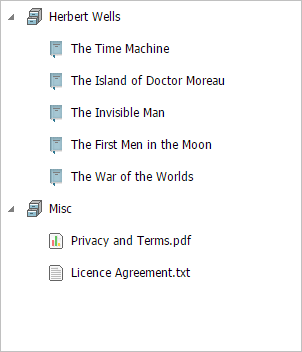 Herbert Wells
The Time Machine
The Island of Doctor Moreau
The Invisible Man
The First Men in the Moon
The War of the Worlds
Misc
Privacy and Terms.pdf
Licence Agreement.txt